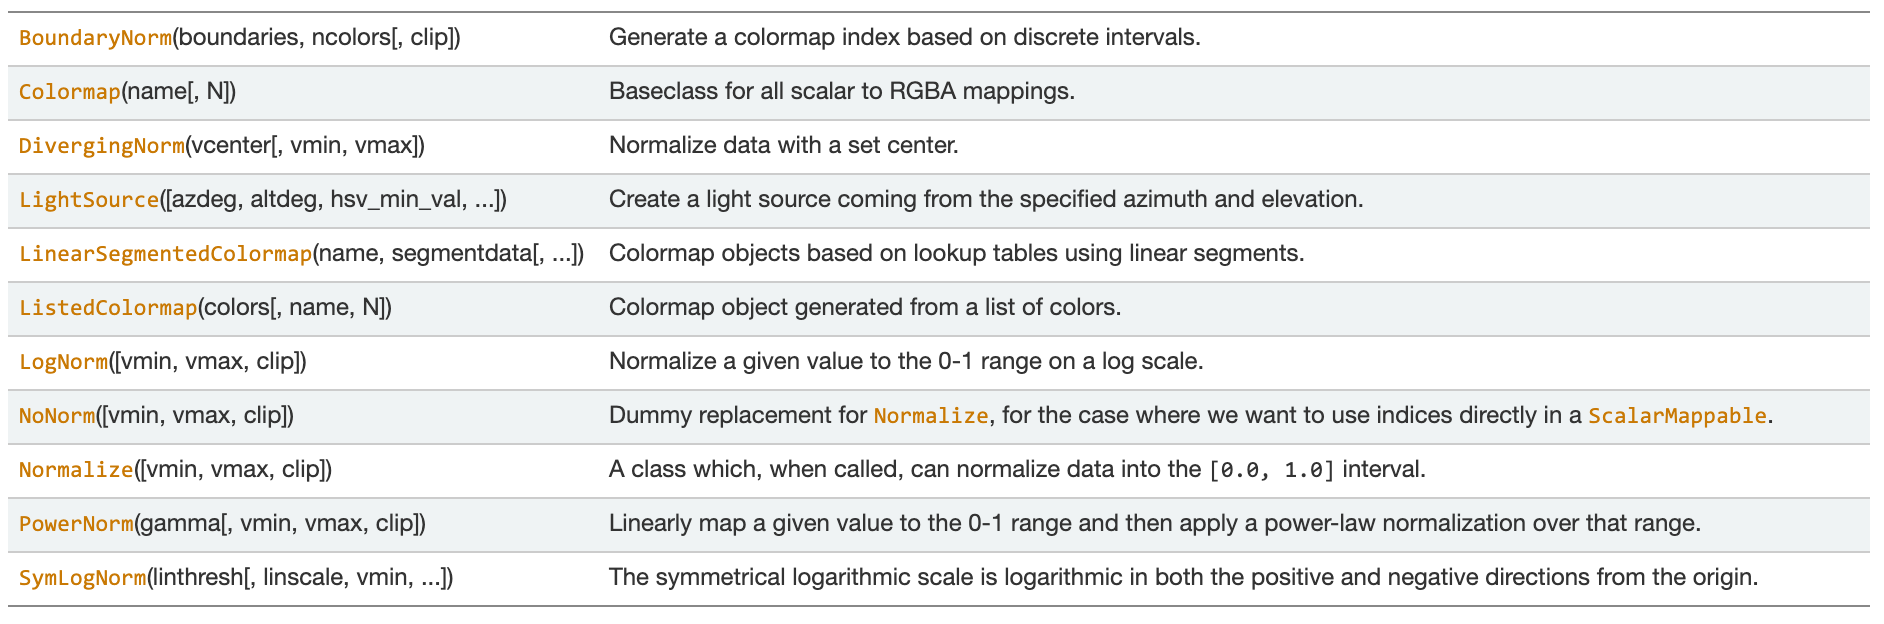 BoundaryNorm(boundaries, ncolors[, clip]) Generate a colormap index based on discrete intervals.
Colormap(name[, N]) Baseclass for all scalar to RGBA mappings.
DivergingNorm(vcenter[, vmin, vmax]) Normalize data with a set center.
LightSource([azdeg, altdeg, hsv_min_val, ...]) Create a light source coming from the specified azimuth and elevation.
LinearSegmentedColormap(name, segmentdata[, ...]) Colormap objects based on lookup tables using linear segments.
ListedColormap(colors[, name, N]) Colormap object generated from a list of colors.
LogNorm([vmin, vmax, clip]) Normalize a given value to the 0-1 range on a log scale.
NoNorm([vmin, vmax, clip]) Dummy replacement for Normalize, for the case where we want to use indices directly in a ScalarMappable.
Normalize([vmin, vmax, clip]) A class which, when called, can normalize data into the [0.0, 1.0] interval.
PowerNorm(gamma[, vmin, vmax, clip]) Linearly map a given value to the 0-1 range and then apply a power-law normalization over that range.
SymLogNorm(linthresh[, linscale, vmin, ...]) The symmetrical logarithmic scale is logarithmic in both the positive and negative directions from the origin.